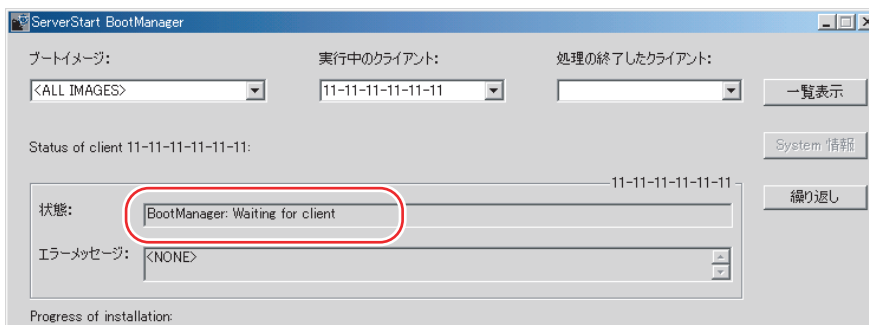 ServerStart BootManager
ブートイメージ: 実行中のクライアント: 処理の終了したクライアント:
<ALL IMAGES> 11-11-11-11-11-11 一覧表示
Status of client 11-11-11-11-11-11: System 情報
11-11-11-11-11-11
繰り返し
状態: BootManager: Waiting for client
エラーメッセージ: <NONE>
Progress of installation: